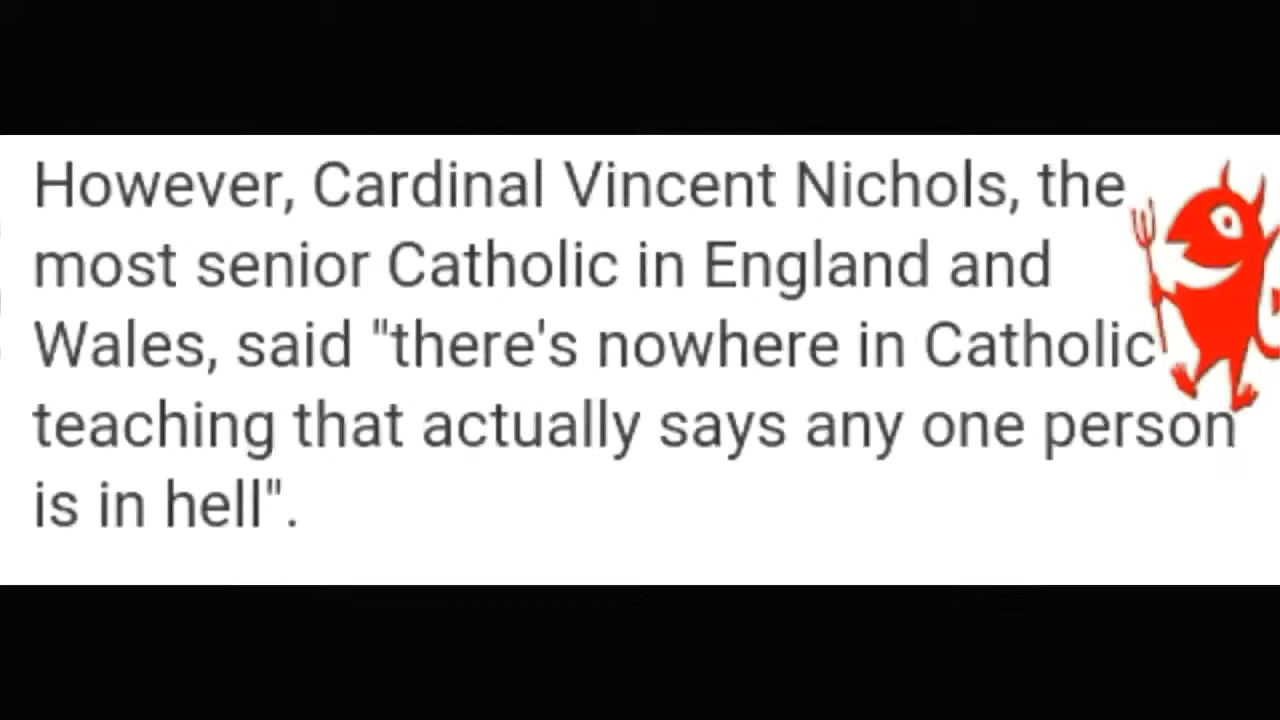 However, Cardinal Vincent Nichols, the
most senior Catholic in England and
Wales, said "there's nowhere in Catholic
teaching that actually says any one person
is in hell".